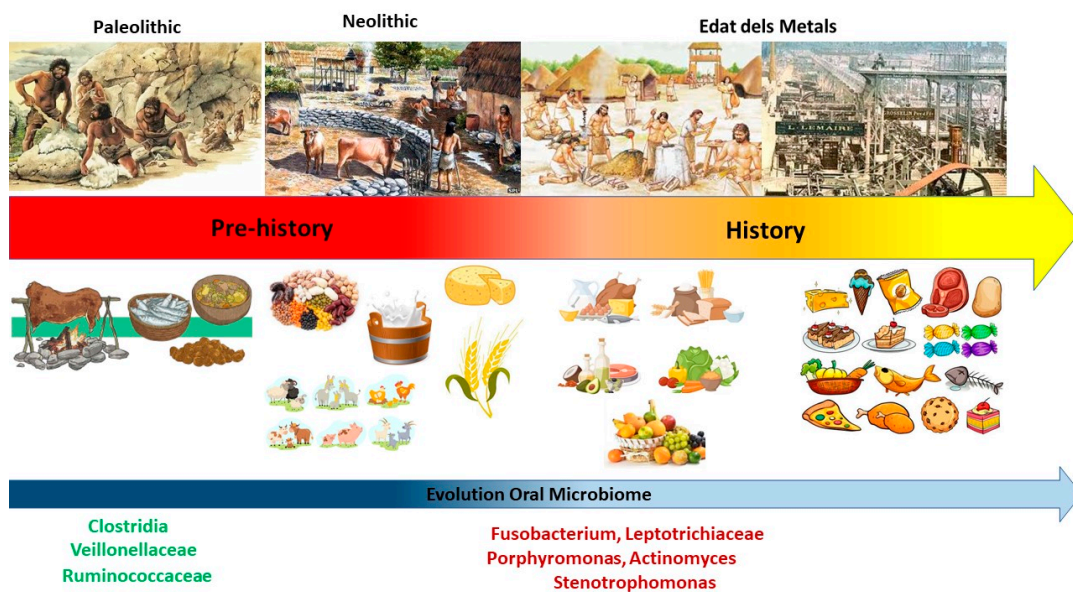 Paleolithic
Neolithic
Edat dels Metals
L. LEMAIRE
Pre-history
History
Evolution Oral Microbiome
Clostridia
Veillonellaceae
Ruminococcaceae
Fusobacterium, Leptotrichiaceae
Porphyromonas, Actinomyces
Stenotrophomonas